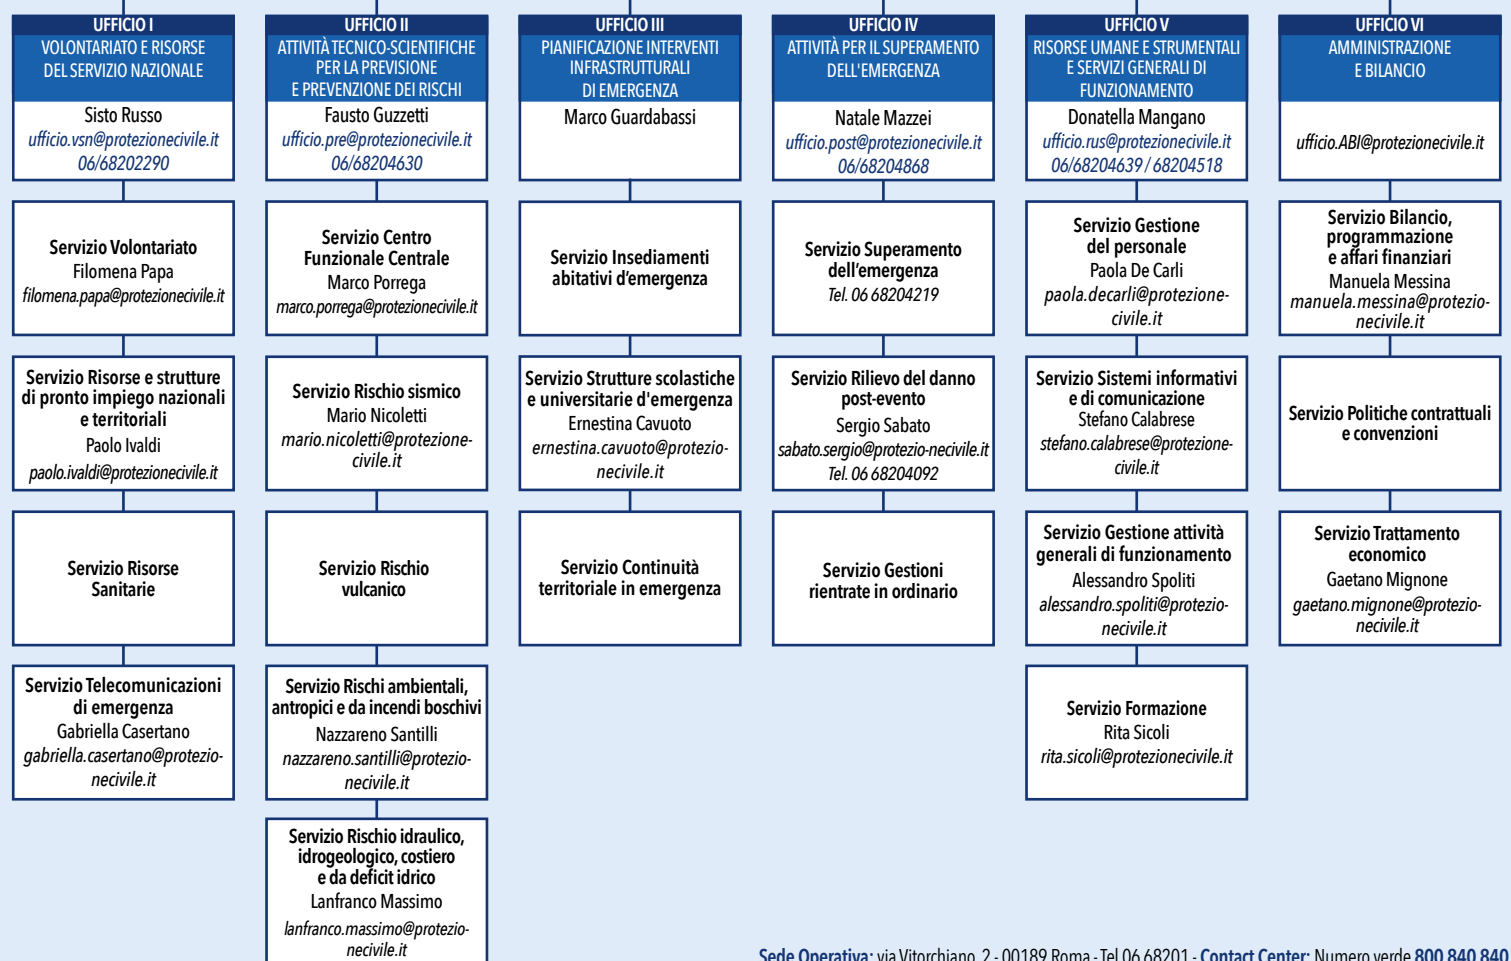 UFFICIO I
VOLONTARIATO E RISORSE
DEL SERVIZIO NAZIONALE
Sisto Russo
ufficio.vsn@protezionecivile.it
06/68202290
Servizio Volontariato
Filomena Papa
filomena.papa@protezionecivile.it
Servizio Risorse e strutture
di pronto impiego nazionali
e territoriali
Paolo Ivaldi
paolo.ivaldi@protezionecivile.it
Servizio Risorse
Sanitarie
Servizio Telecomunicazioni
di emergenza
Gabriella Casertano
gabriella.casertano@protezio-
necivile.it
UFFICIO II
ATTIVITÀ TECNICO-SCIENTIFICHE
PER LA PREVISIONE
E PREVENZIONE DEI RISCHI
Fausto Guzzetti
ufficio.pre@protezionecivile.it
06/68204630
Servizio Centro
Funzionale Centrale
Marco Porrega
marco.porrega@protezionecivile.it
Servizio Rischio sismico
Mario Nicoletti
mario.nicoletti@protezione-
civile.it
Servizio Rischio
vulcanico
Servizio Rischi ambientali,
antropici e da incendi boschivi
Nazzareno Santilli
nazzareno.santilli@protezio-
necivile.it
Servizio Rischio idraulico,
idrogeologico, costiero
e da deficit idrico
Lanfranco Massimo
lanfranco.massimo@protezio-
necivile.it
UFFICIO III
PIANIFICAZIONE INTERVENTI
INFRASTRUTTURALI
DI EMERGENZA
Marco Guardabassi
Servizio Insediamenti
abitativi d'emergenza
Servizio Strutture scolastiche
e universitarie d'emergenza
Ernestina Cavuoto
ernestina.cavuoto@protezio-
necivile.it
Servizio Continuità
territoriale in emergenza
UFFICIO IV
ATTIVITÀ PER IL SUPERAMENTO
DELL'EMERGENZA
Natale Mazzei
ufficio.post@protezionecivile.it
06/68204868
Servizio Superamento
dell'emergenza
Tel. 06 68204219
Servizio Rilievo del danno
post-evento
Sergio Sabato
sabato.sergio@protezio-necivile.it
Tel. 06 68204092
Servizio Gestioni
rientrate in ordinario
UFFICIO V
RISORSE UMANE E STRUMENTALI
E SERVIZI GENERALI DI
FUNZIONAMENTO
Donatella Mangano
ufficio.rus@protezionecivile.it
06/68204639 / 68204518
Servizio Gestione
del personale
Paola De Carli
paola.decarli@protezione-
civile.it
Servizio Sistemi informativi
e di comunicazione
Stefano Calabrese
stefano.calabrese@protezione-
civile.it
Servizio Gestione attività
generali di funzionamento
Alessandro Spoliti
alessandro.spoliti@protezio-
necivile.it
Servizio Formazione
Rita Sicoli
rita.sicoli@protezionecivile.it
UFFICIO VI
AMMINISTRAZIONE
E BILANCIO
ufficio.ABI@protezionecivile.it
Servizio Bilancio,
programmazione
e affari finanziari
Manuela Messina
manuela.messina@protezio-
necivile.it
Servizio Politiche contrattuali
e convenzioni
Servizio Trattamento
economico
Gaetano Mignone
gaetano.mignone@protezio-
necivile.it
Sede Operativa: via Vitorchiano, 2 - 00189 Roma - Tel 06 68201 - Contact Center: Numero verde 800 840 840